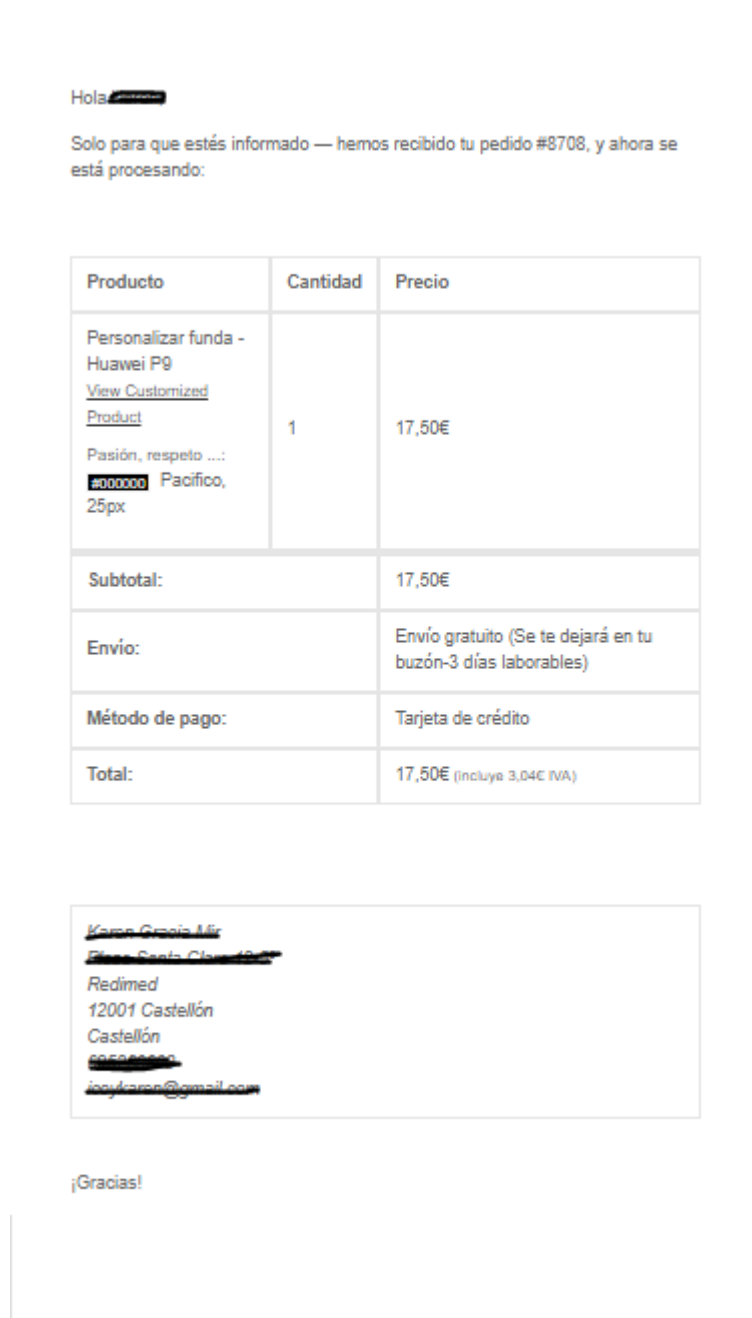 Hola
Solo para que estés informado — hemos recibido tu pedido #8708, y ahora se
está procesando:
Producto Cantidad Precio
Personalizar funda -
Huawei P9
View Customized
Product
Pasión, respeto ...:
#000000 Pacifico,
25px
1
17,50€
Subtotal: 17,50€
Envío: Envío gratuito (Se te dejará en tu
buzón-3 días laborables)
Método de pago: Tarjeta de crédito
Total: 17,50€ (incluye 3,04€ IVA)
Redimed
12001 Castellón
Castellón
¡Gracias!